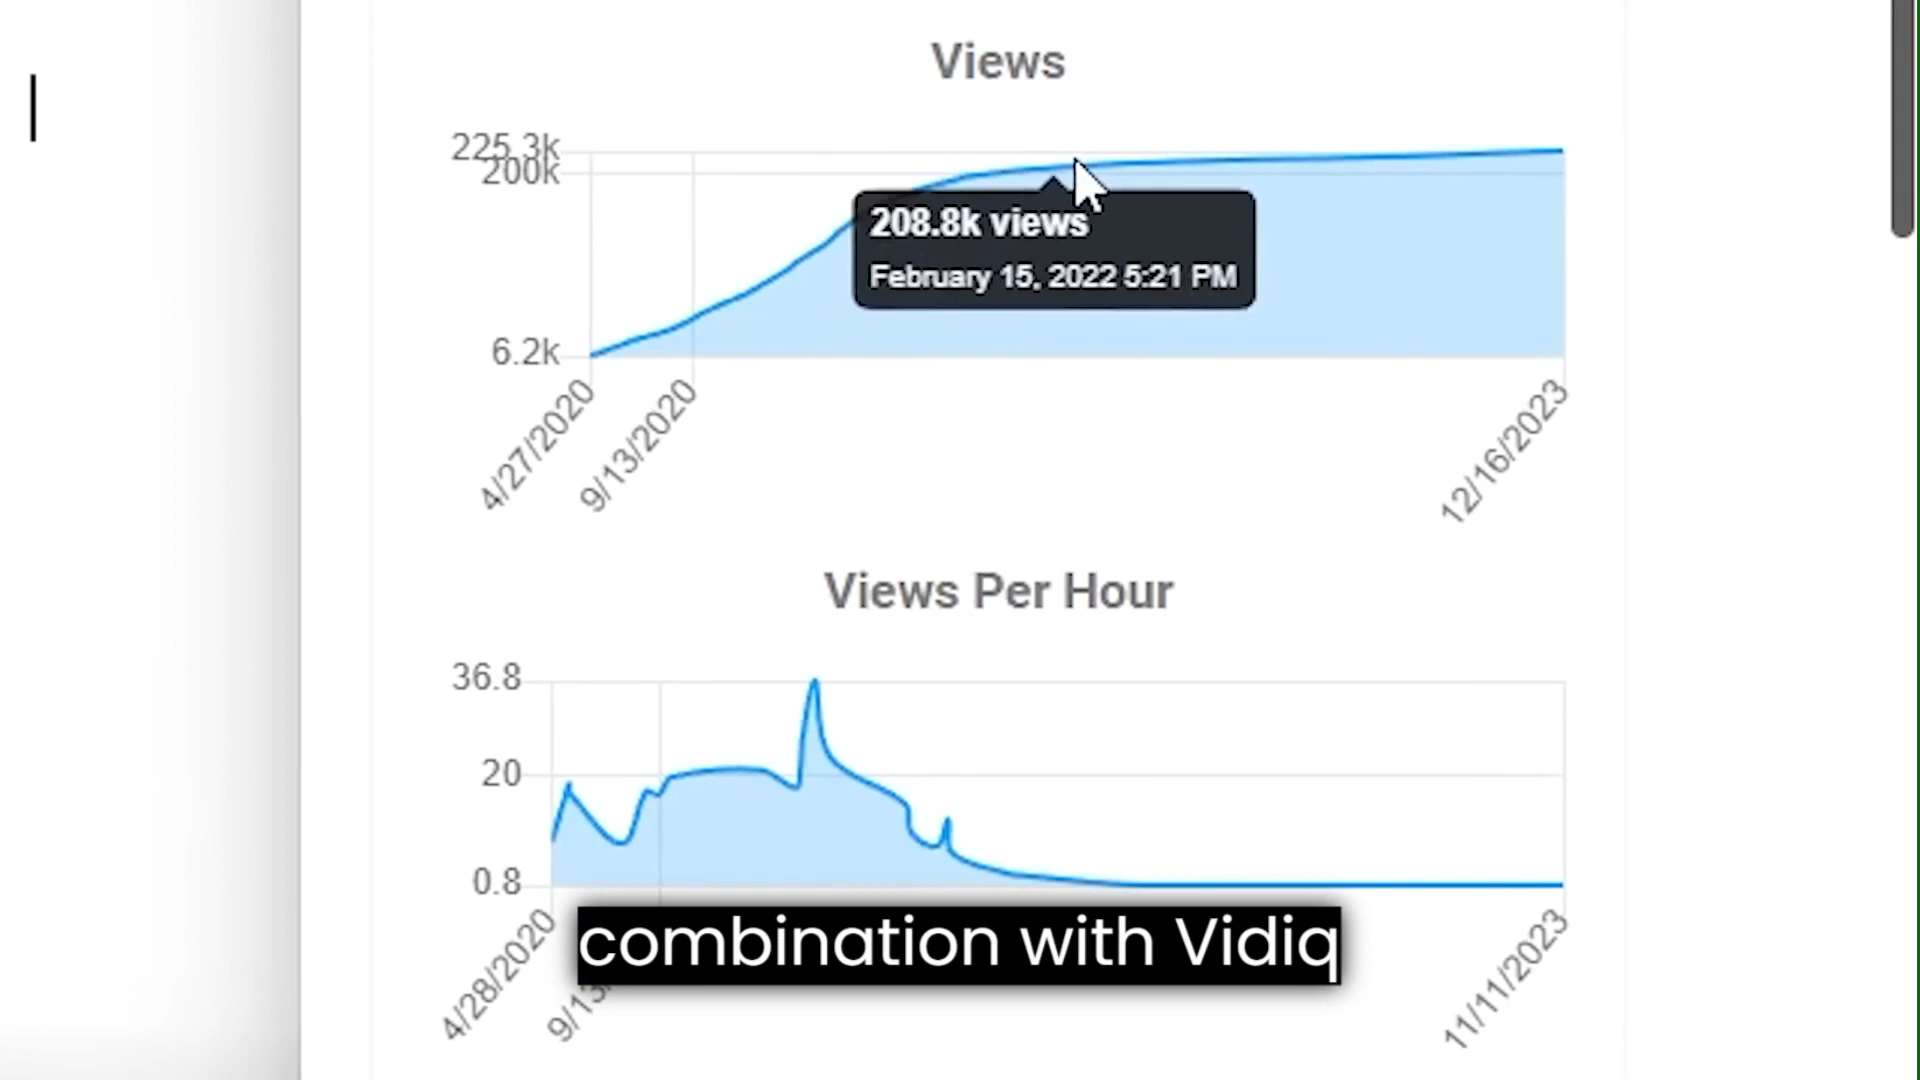 Views
225.3k
200k
208.8k views
February 15, 2022 5:21 PM
6.2k
4/27/2020
9/13/2020
12/16/2023
Views Per Hour
36.8
20
0.8
combination with Vidiq
4/28/2020
9/13
11/11/2023